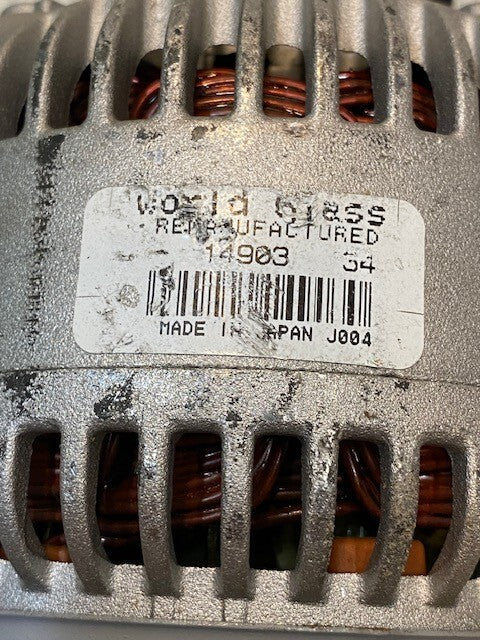 World Class
REMANUFACTURED
14903 54
MADE IN JAPAN J004